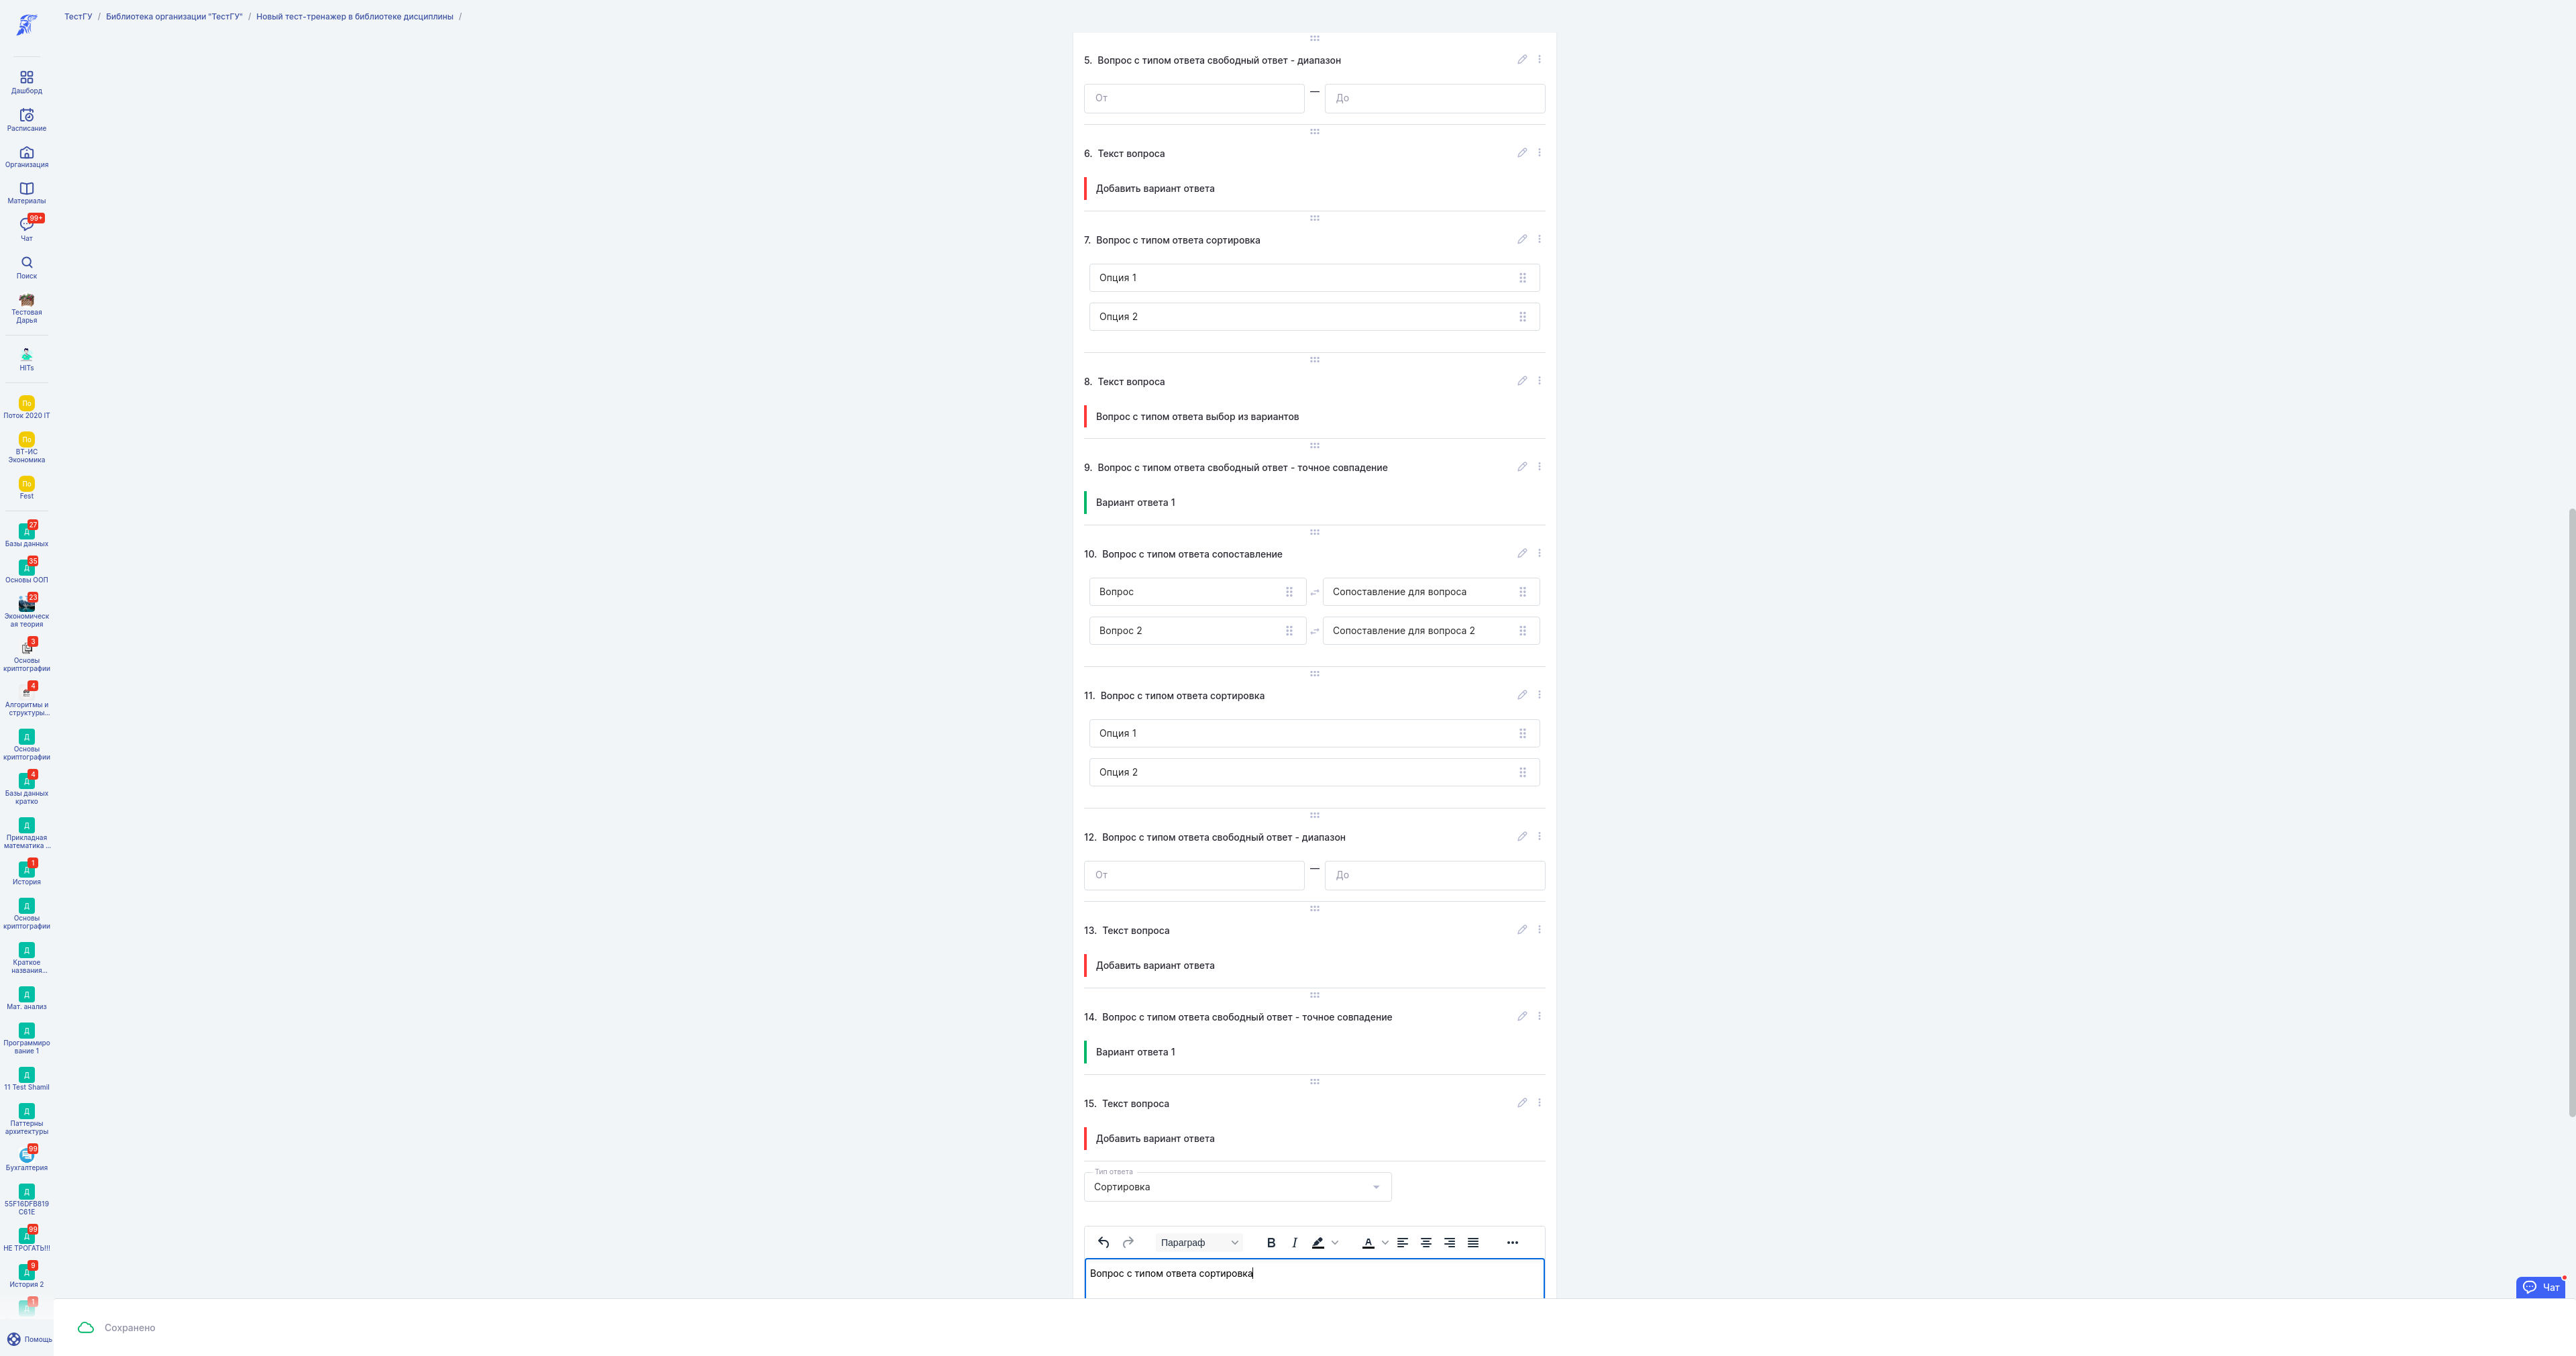 ТестГУ / Библиотека организации "ТестГУ" / Новый тест-тренажер в библиотеке дисциплины /
Дашборд
Расписание
Организация
Материалы
99+
Чат
Поиск
Тестовая
Дарья
HITs
По
Поток 2020 IT
По
ВТ-ИС
Экономика
По
Fest
Д 27
Базы данных
Д 35
Основы ООП
23
Экономическ
ая теория
3
Основы
криптографии
4
Алгоритмы и
структуры...
Д
Основы
криптографии
Д 4
Базы данных
кратко
Д
Прикладная
математика ...
Д 1
История
Д
Основы
криптографии
Д
Краткое
названия...
Д
Мат. анализ
Д
Программиро
вание 1
Д
11 Test Shamil
Д
Паттерны
архитектуры
99
Бухгалтерия
Д
55F16DFB819
C61E
Д 99
НЕ ТРОГАТЬ!!!
Д 9
История 2
Д 1
Помощь
5. Вопрос с типом ответа свободный ответ - диапазон
От — До
6. Текст вопроса
Добавить вариант ответа
7. Вопрос с типом ответа сортировка
Опция 1
Опция 2
8. Текст вопроса
Вопрос с типом ответа выбор из вариантов
9. Вопрос с типом ответа свободный ответ - точное совпадение
Вариант ответа 1
10. Вопрос с типом ответа сопоставление
Вопрос Сопоставление для вопроса
Вопрос 2 Сопоставление для вопроса 2
11. Вопрос с типом ответа сортировка
Опция 1
Опция 2
12. Вопрос с типом ответа свободный ответ - диапазон
От — До
13. Текст вопроса
Добавить вариант ответа
14. Вопрос с типом ответа свободный ответ - точное совпадение
Вариант ответа 1
15. Текст вопроса
Добавить вариант ответа
Тип ответа
Сортировка
Параграф B I A
Вопрос с типом ответа сортировка
Чат
Сохранено